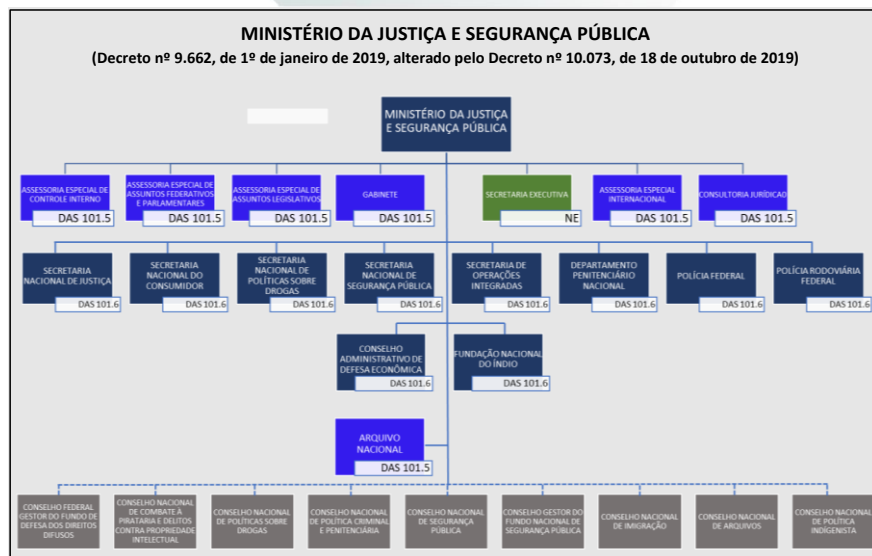 MINISTÉRIO DA JUSTIÇA E SEGURANÇA PÚBLICA
(Decreto nº 9.662, de 1º de janeiro de 2019, alterado pelo Decreto nº 10.073, de 18 de outubro de 2019)
MINISTÉRIO DA JUSTIÇA
E SEGURANÇA PÚBLICA
ASSESSORIA ESPECIAL DE
CONTROLE INTERNO
DAS 101.5
ASSESSORIA ESPECIAL DE
ASSUNTOS FEDERATIVOS
E PARLAMENTARES
DAS 101.5
ASSESSORIA ESPECIAL DE
ASSUNTOS LEGISLATIVOS
DAS 101.5
GABINETE
DAS 101.5
SECRETARIA EXECUTIVA
NE
ASSESSORIA ESPECIAL
INTERNACIONAL
DAS 101.5
CONSULTORIA JURÍDICAO
DAS 101.5
SECRETARIA
NACIONAL DE JUSTIÇA
DAS 101.6
SECRETARIA
NACIONAL DO
CONSUMIDOR
DAS 101.6
SECRETARIA
NACIONAL DE
POLÍTICAS SOBRE
DROGAS
DAS 101.6
SECRETARIA
NACIONAL DE
SEGURANÇA PÚBLICA
DAS 101.6
SECRETARIA DE
OPERAÇÕES
INTEGRADAS
DAS 101.6
DEPARTAMENTO
PENITENCIÁRIO
NACIONAL
DAS 101.6
POLÍCIA FEDERAL
DAS 101.6
POLÍCIA RODOVIÁRIA
FEDERAL
DAS 101.6
CONSELHO
ADMINISTRATIVO DE
DEFESA ECONÔMICA
DAS 101.6
FUNDAÇÃO NACIONAL
DO ÍNDIO
DAS 101.6
ARQUIVO
NACIONAL
DAS 101.5
CONSELHO FEDERAL
GESTOR DO FUNDO DE
DEFESA DOS DIREITOS
DIFUSOS
CONSELHO NACIONAL
DE COMBATE À
PIRATARIA E DELITOS
CONTRA PROPRIEDADE
INTELECTUAL
CONSELHO NACIONAL
DE POLÍTICAS SOBRE
DROGAS
CONSELHO NACIONAL
DE POLÍTICA CRIMINAL
E PENITENCIÁRIA
CONSELHO NACIONAL
DE SEGURANÇA
PÚBLICA
CONSELHO GESTOR DO
FUNDO NACIONAL DE
SEGURANÇA PÚBLICA
CONSELHO NACIONAL
DE IMIGRAÇÃO
CONSELHO NACIONAL
DE ARQUIVOS
CONSELHO NACIONAL
DE POLÍTICA
INDÍGENISTA